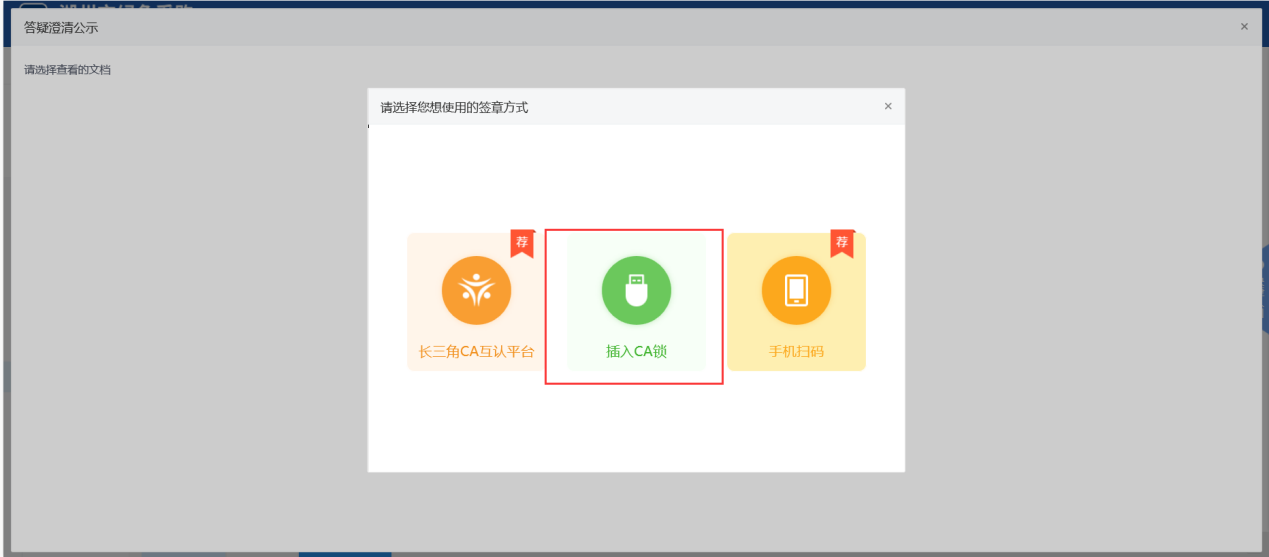 答疑澄清公示
请选择查看的文档
请选择您想使用的签章方式
荐
荐
长三角CA互认平台
插入CA锁
手机扫码